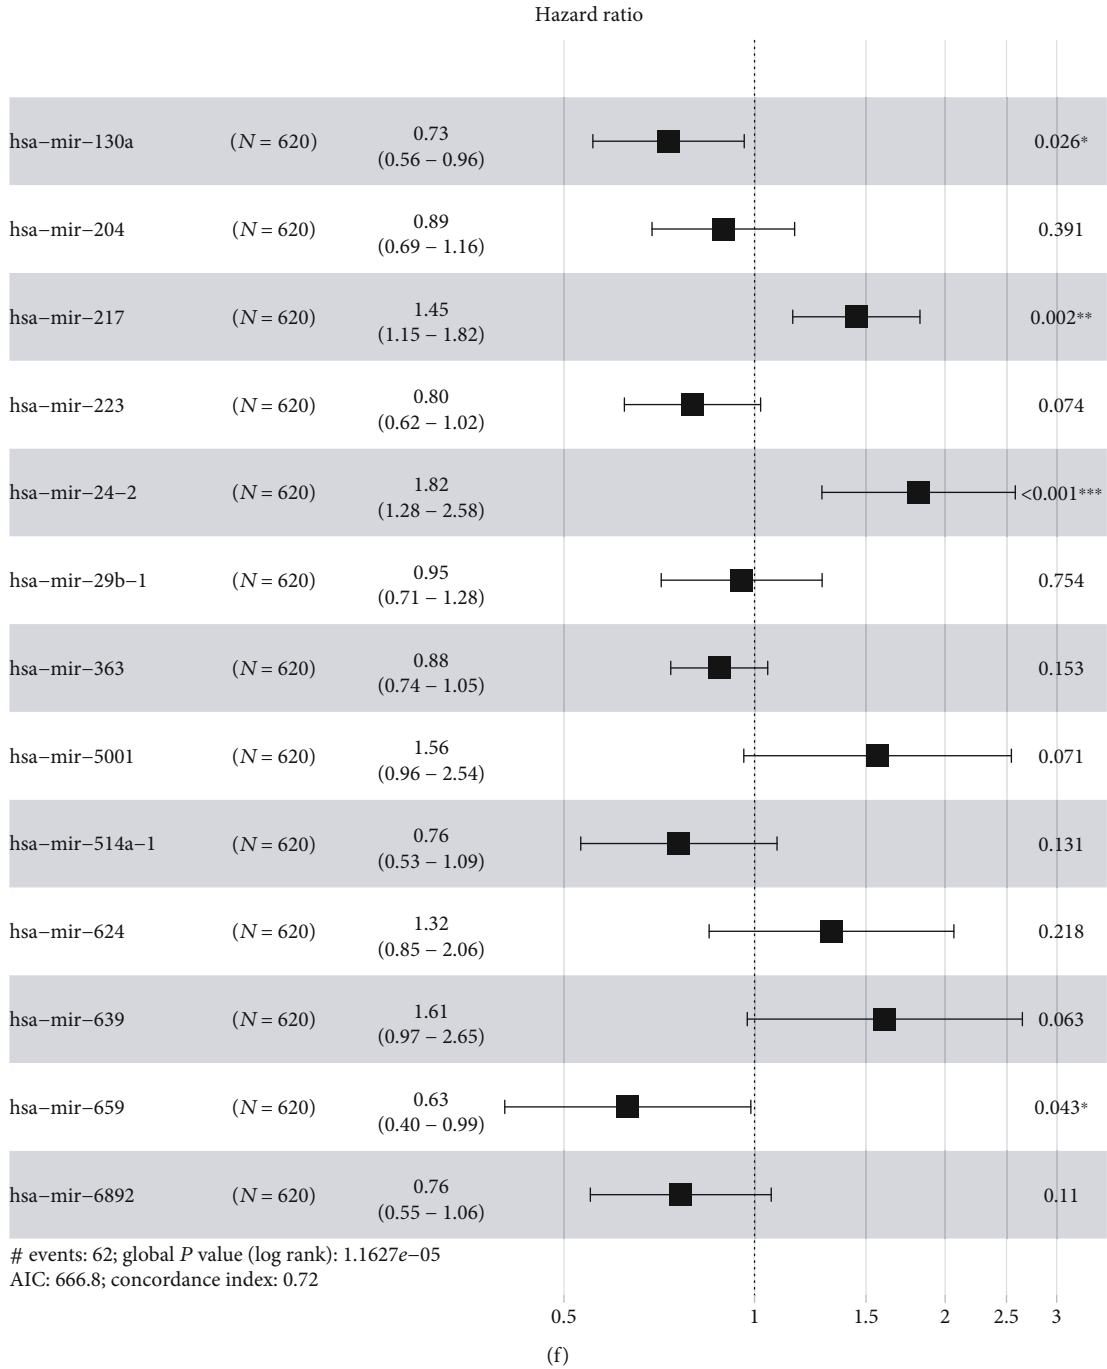 Hazard ratio
hsa−mir−130a (N = 620) 0.73 0.026*
(0.56 − 0.96)
hsa−mir−204 (N = 620) 0.89 0.391
(0.69 − 1.16)
hsa−mir−217 (N = 620) 1.45 0.002**
(1.15 − 1.82)
hsa−mir−223 (N = 620) 0.80 0.074
(0.62 − 1.02)
hsa−mir−24−2 (N = 620) 1.82 <0.001***
(1.28 − 2.58)
hsa−mir−29b−1 (N = 620) 0.95 0.754
(0.71 − 1.28)
hsa−mir−363 (N = 620) 0.88 0.153
(0.74 − 1.05)
hsa−mir−5001 (N = 620) 1.56 0.071
(0.96 − 2.54)
hsa−mir−514a−1 (N = 620) 0.76 0.131
(0.53 − 1.09)
hsa−mir−624 (N = 620) 1.32 0.218
(0.85 − 2.06)
hsa−mir−639 (N = 620) 1.61 0.063
(0.97 − 2.65)
hsa−mir−659 (N = 620) 0.63 0.043*
(0.40 − 0.99)
hsa−mir−6892 (N = 620) 0.76 0.11
(0.55 − 1.06)
# events: 62; global P value (log rank): 1.1627e−05
AIC: 666.8; concordance index: 0.72
0.5 1 1.5 2 2.5 3
(f)